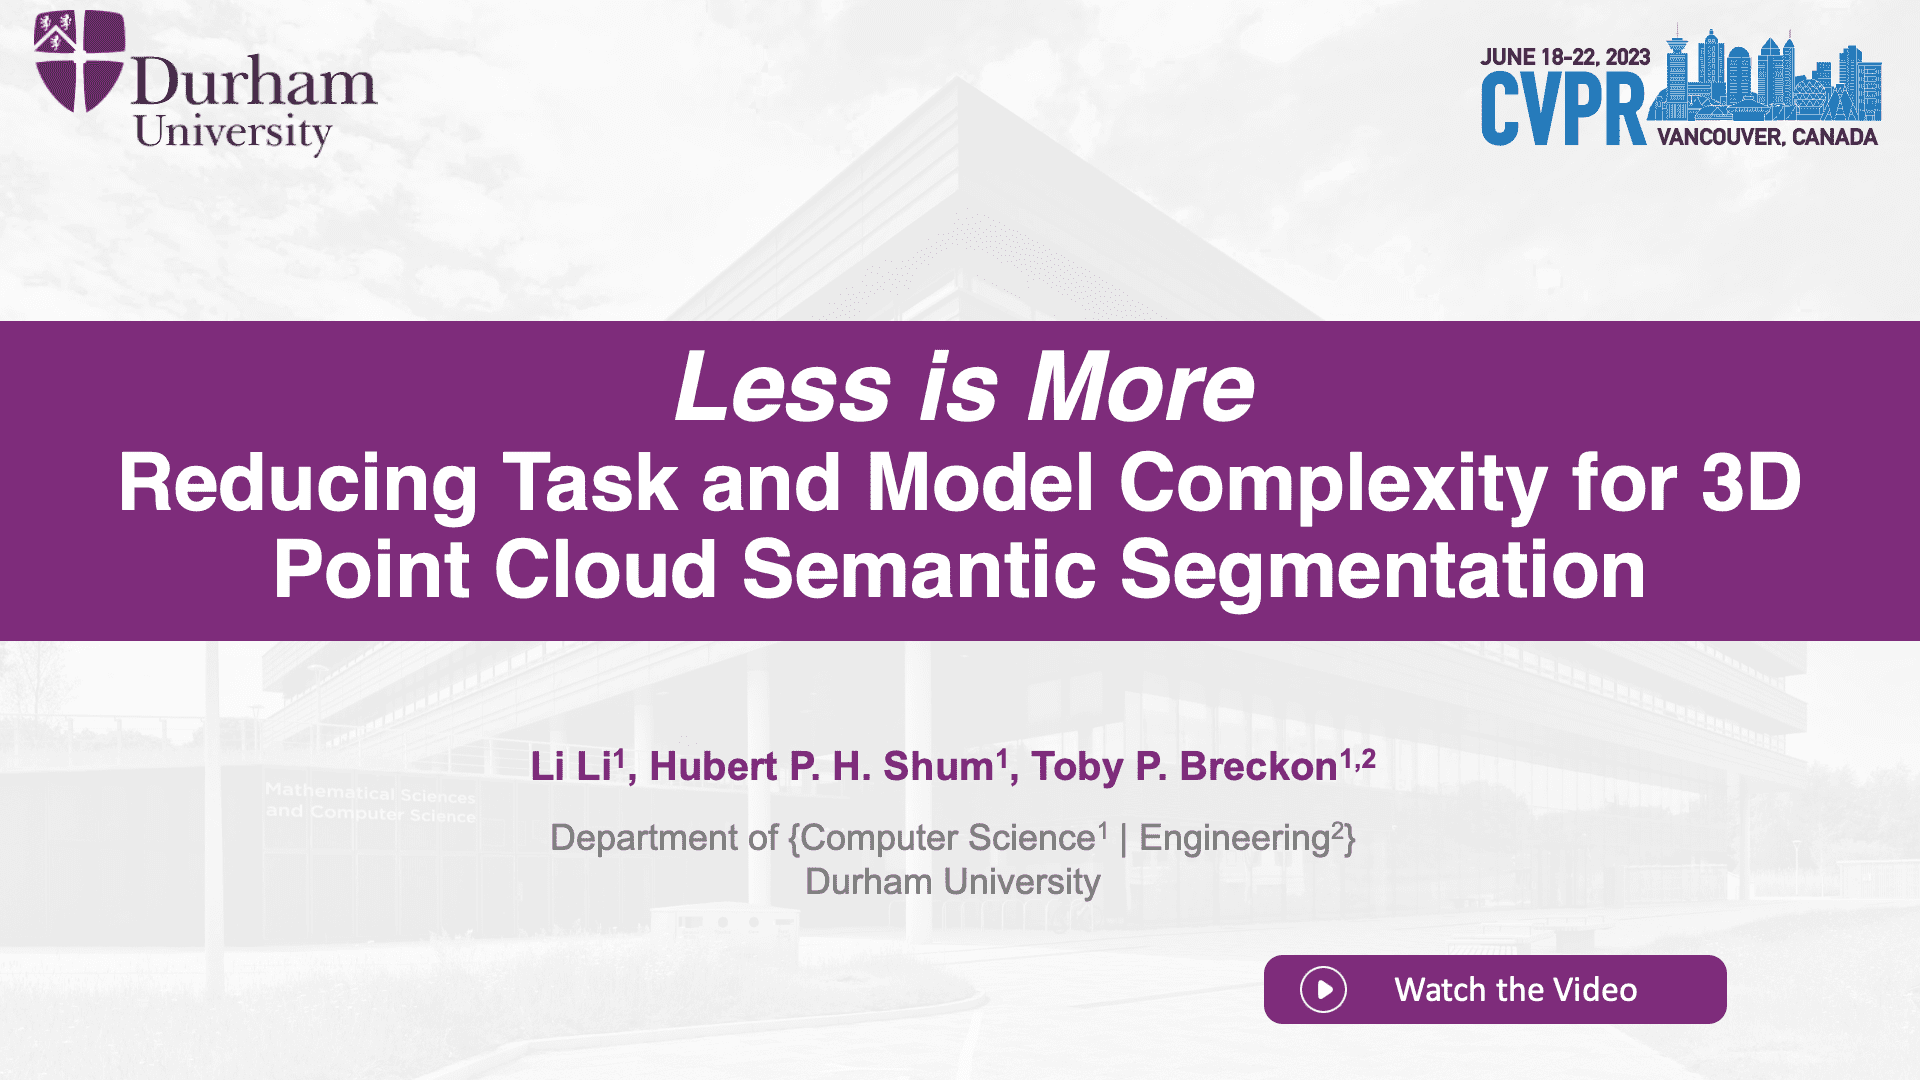 Durham
University
JUNE 18-22, 2023
CVPR
VANCOUVER, CANADA
Less is More
Reducing Task and Model Complexity for 3D
Point Cloud Semantic Segmentation
Li Li¹, Hubert P. H. Shum¹, Toby P. Breckon¹,²
Mathematical Sciences
and Computer Science
Department of {Computer Science¹ | Engineering²}
Durham University
Watch the Video